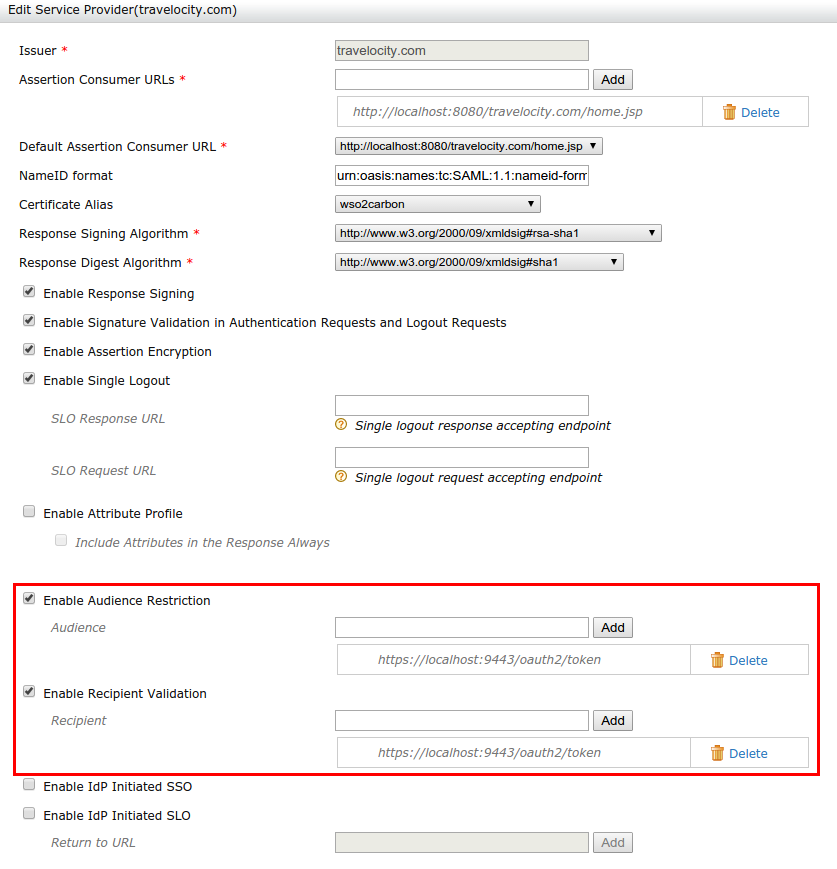 Edit Service Provider(travelocity.com)
Issuer * travelocity.com
Assertion Consumer URLs * Add
http://localhost:8080/travelocity.com/home.jsp Delete
Default Assertion Consumer URL * http://localhost:8080/travelocity.com/home.jsp
NameID format urn:oasis:names:tc:SAML:1.1:nameid-form
Certificate Alias wso2carbon
Response Signing Algorithm * http://www.w3.org/2000/09/xmldsig#rsa-sha1
Response Digest Algorithm * http://www.w3.org/2000/09/xmldsig#sha1
Enable Response Signing
Enable Signature Validation in Authentication Requests and Logout Requests
Enable Assertion Encryption
Enable Single Logout
SLO Response URL
? Single logout response accepting endpoint
SLO Request URL
? Single logout request accepting endpoint
Enable Attribute Profile
Include Attributes in the Response Always
Enable Audience Restriction
Audience Add
https://localhost:9443/oauth2/token Delete
Enable Recipient Validation
Recipient Add
https://localhost:9443/oauth2/token Delete
Enable IdP Initiated SSO
Enable IdP Initiated SLO
Return to URL Add